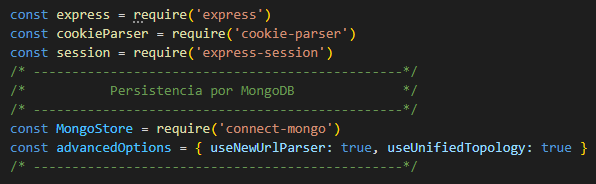 const express = require('express')
const cookieParser = require('cookie-parser')
const session = require('express-session')
/* ------------------------------------------------*/
/*           Persistencia por MongoDB              */
/* ------------------------------------------------*/
const MongoStore = require('connect-mongo')
const advancedOptions = { useNewUrlParser: true, useUnifiedTopology: true }
/* ------------------------------------------------*/